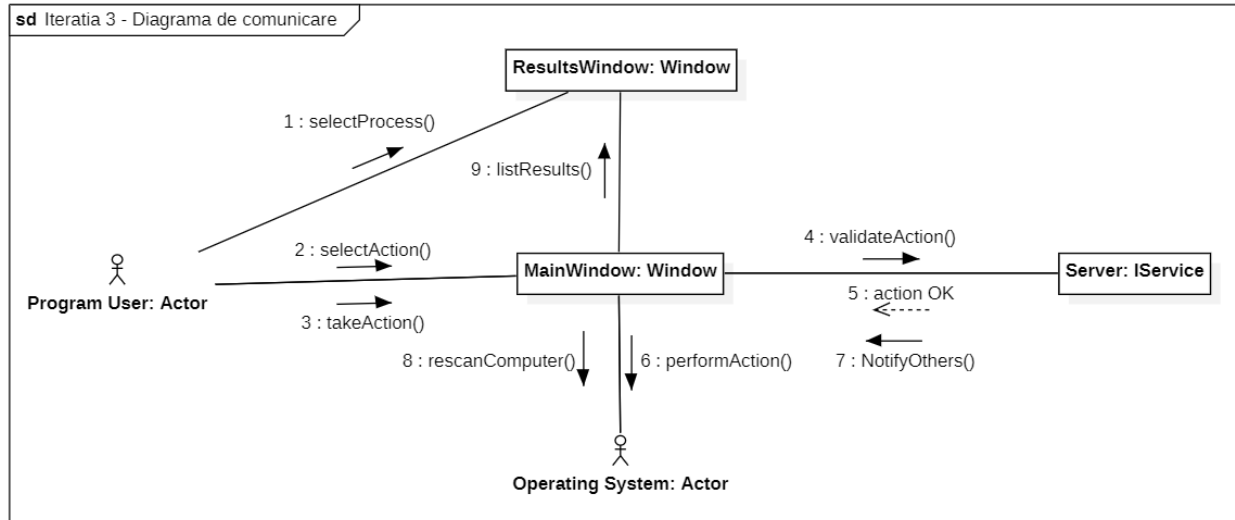 sd Iteratia 3 - Diagrama de comunicare
ResultsWindow: Window
1 : selectProcess()
9 : listResults()
2 : selectAction()
4 : validateAction()
MainWindow: Window
Server: IService
Program User: Actor
5 : action OK
3 : takeAction()
8 : rescanComputer()
6 : performAction()
7 : NotifyOthers()
Operating System: Actor